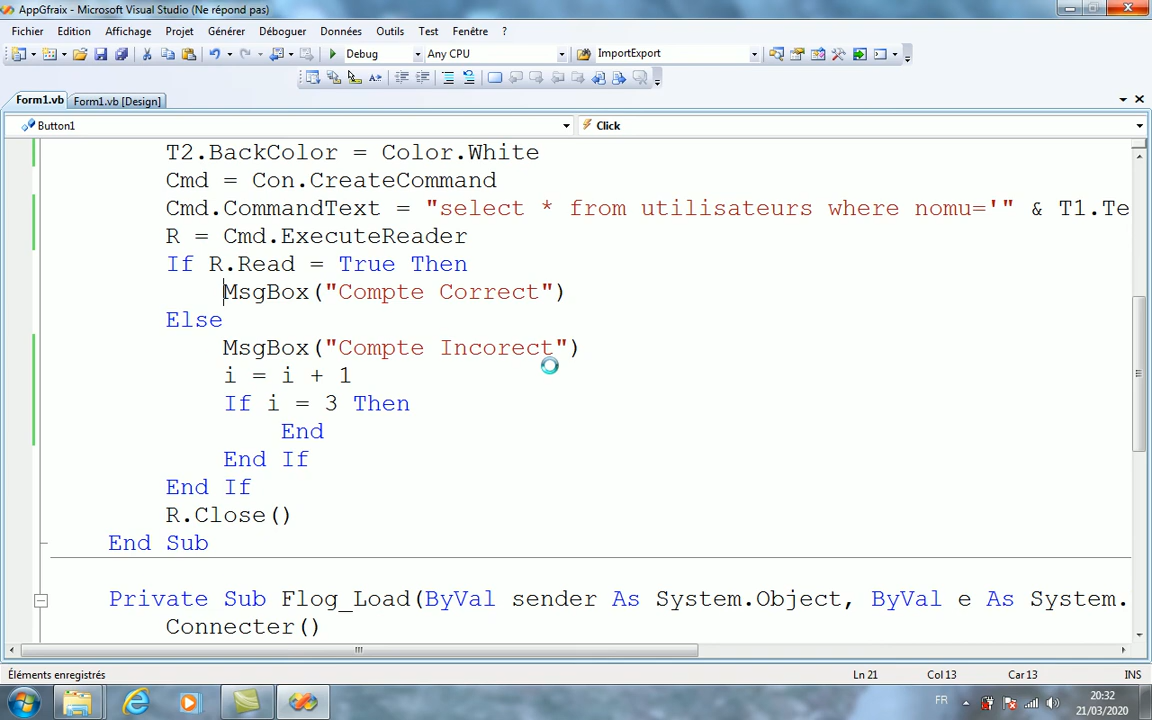 AppGfraix - Microsoft Visual Studio (Ne répond pas)
Fichier Edition Affichage Projet Générer Déboguer Données Outils Test Fenêtre ?
Debug Any CPU ImportExport
Form1.vb Form1.vb [Design]
Button1 Click
T2.BackColor = Color.White
Cmd = Con.CreateCommand
Cmd.CommandText = "select * from utilisateurs where nomu='" & T1.Te
R = Cmd.ExecuteReader
If R.Read = True Then
MsgBox("Compte Correct")
Else
MsgBox("Compte Incorect")
i = i + 1
If i = 3 Then
End
End If
End If
R.Close()
End Sub
Private Sub Flog_Load(ByVal sender As System.Object, ByVal e As System.
Connecter()
Éléments enregistrés Ln 21 Col 13 Car 13 INS
FR 20:32
21/03/2020